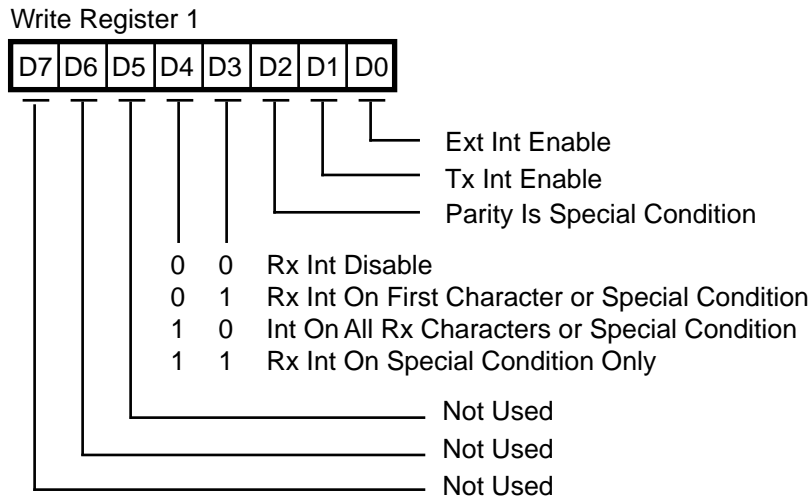 Write Register 1
D7 D6 D5 D4 D3 D2 D1 D0
Ext Int Enable
Tx Int Enable
Parity Is Special Condition
0 0 Rx Int Disable
0 1 Rx Int On First Character or Special Condition
1 0 Int On All Rx Characters or Special Condition
1 1 Rx Int On Special Condition Only
Not Used
Not Used
Not Used